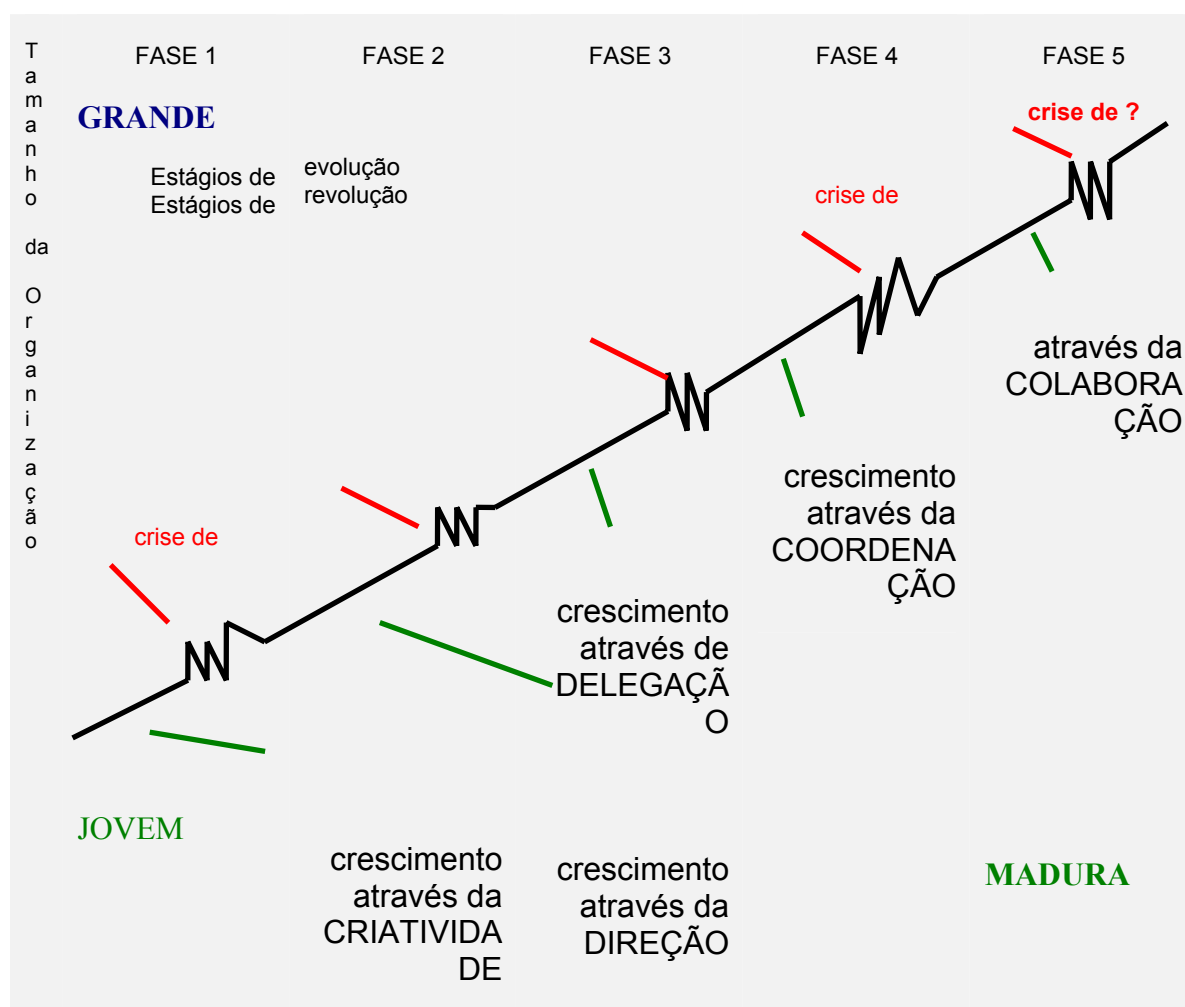 Tamanho da Organização
FASE 1
FASE 2
FASE 3
FASE 4
FASE 5
GRANDE
crise de ?
Estágios de evolução
Estágios de revolução
crise de
crise de
através da
COLABORA
ÇÃO
crescimento
através da
COORDENA
ÇÃO
crescimento
através de
DELEGAÇÃ
O
JOVEM
crescimento
através da
CRIATIVIDA
DE
crescimento
através da
DIREÇÃO
MADURA